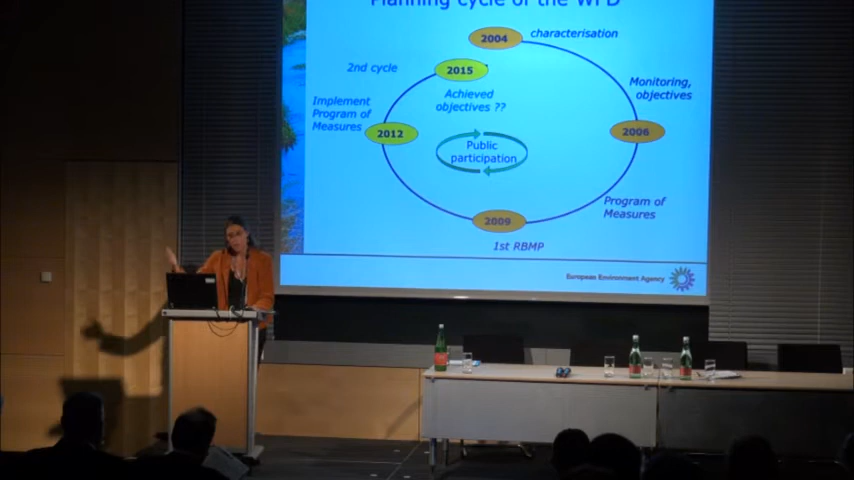 Planning cycle of the WFD
2004
characterisation
2nd cycle
2015
Monitoring,
objectives
Achieved
objectives ??
Implement
Program of
Measures
2012
2006
Public
participation
Program of
Measures
2009
1st RBMP
European Environment Agency